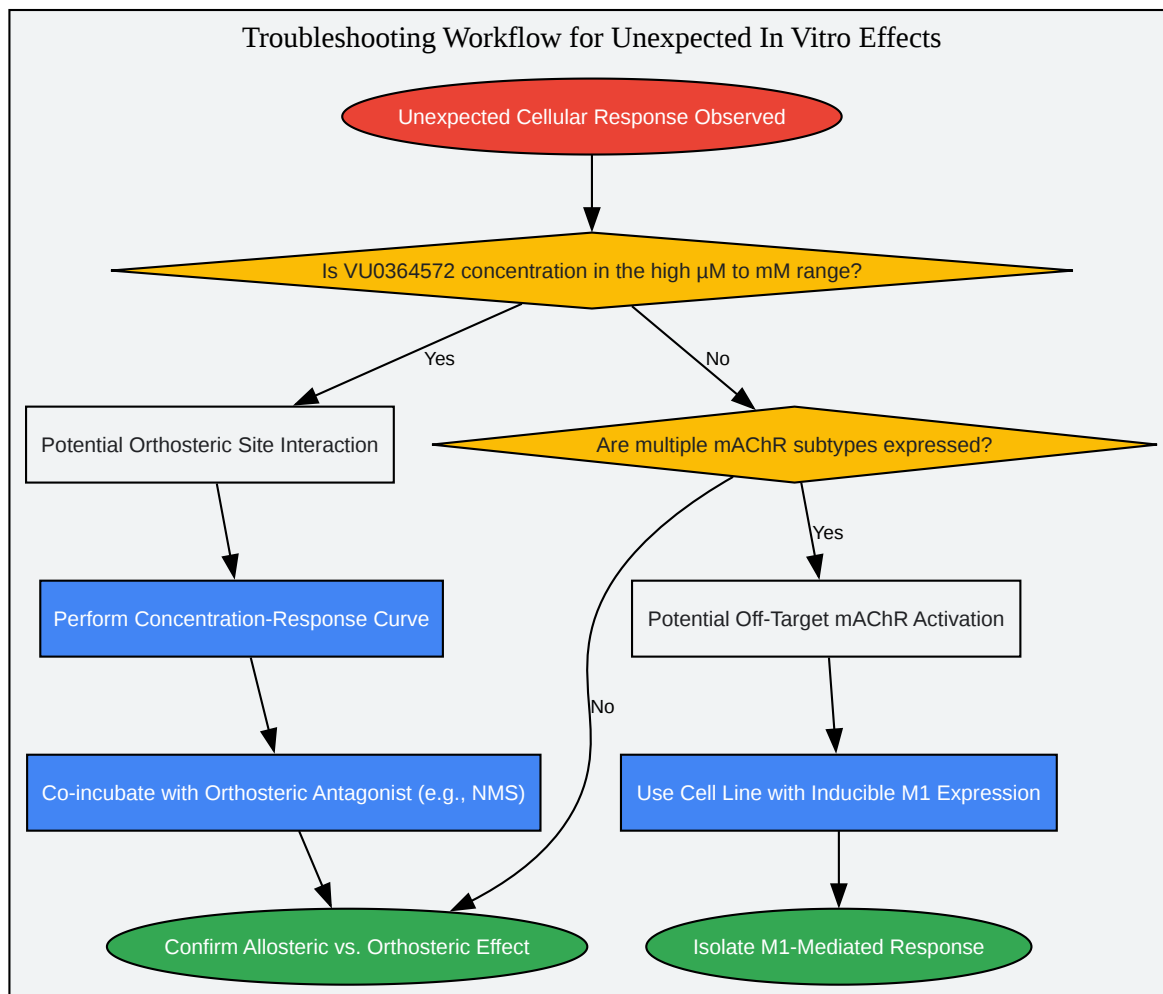 Troubleshooting Workflow for Unexpected In Vitro Effects
Unexpected Cellular Response Observed
Is VU0364572 concentration in the high µM to mM range?
Yes
No
Potential Orthosteric Site Interaction
Are multiple mAChR subtypes expressed?
Yes
Perform Concentration-Response Curve
Potential Off-Target mAChR Activation
No
Co-incubate with Orthosteric Antagonist (e.g., NMS)
Use Cell Line with Inducible M1 Expression
Confirm Allosteric vs. Orthosteric Effect
Isolate M1-Mediated Response